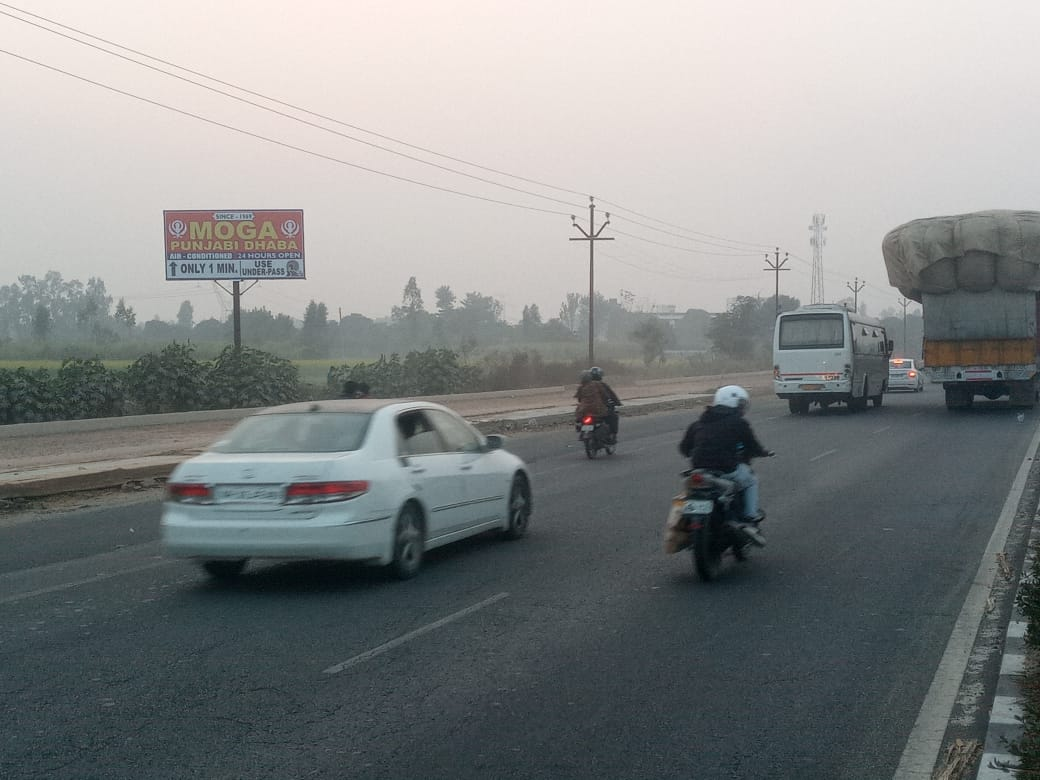 SINCE - 1969
MOGA
PUNJABI DHABA
AIR - CONDITIONED 24 HOURS OPEN
ONLY 1 MIN. USE
UNDER-PASS